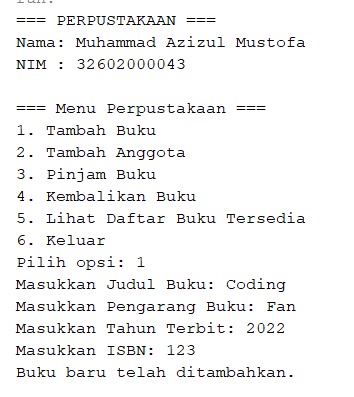 run:
=== PERPUSTAKAAN ===
Nama: Muhammad Azizul Mustofa
NIM : 32602000043
=== Menu Perpustakaan ===
1. Tambah Buku
2. Tambah Anggota
3. Pinjam Buku
4. Kembalikan Buku
5. Lihat Daftar Buku Tersedia
6. Keluar
Pilih opsi: 1
Masukkan Judul Buku: Coding
Masukkan Pengarang Buku: Fan
Masukkan Tahun Terbit: 2022
Masukkan ISBN: 123
Buku baru telah ditambahkan.